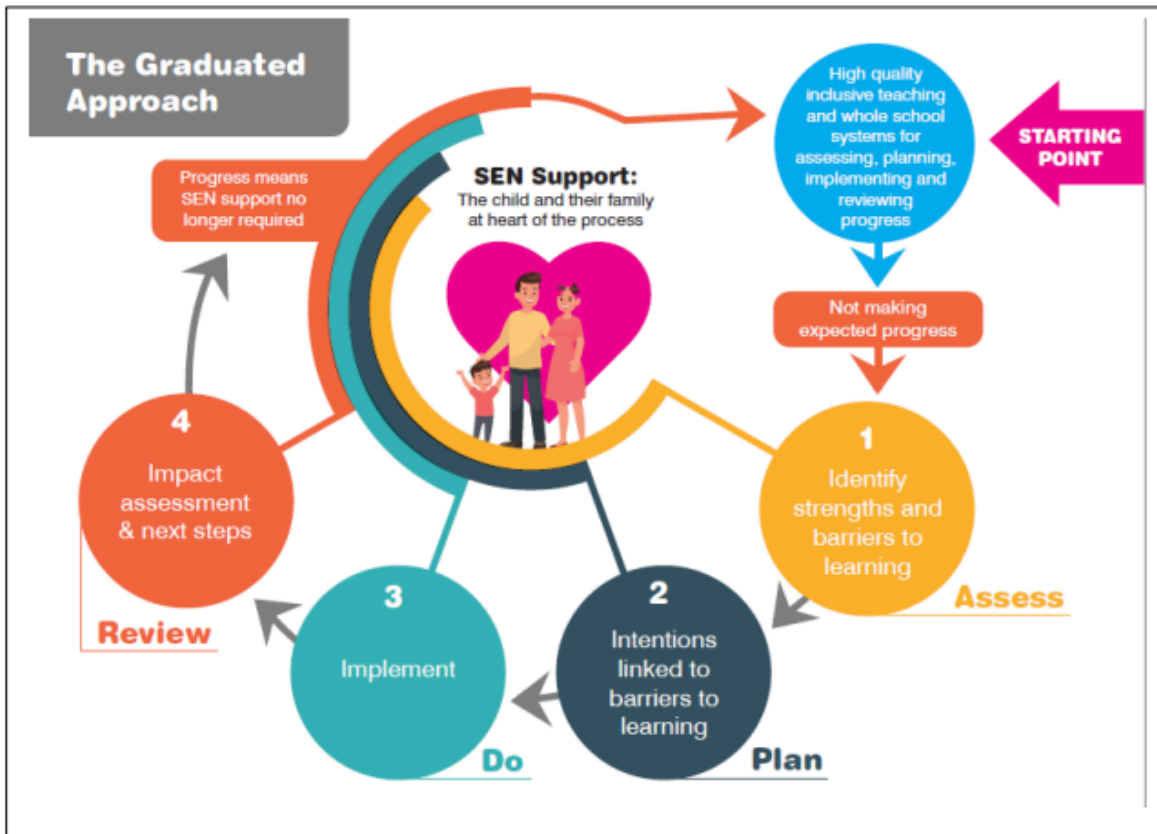 The Graduated
Approach
High quality
inclusive teaching
and whole school
systems for
assessing, planning,
implementing and
reviewing
progress
STARTING
POINT
Progress means
SEN support no
longer required
SEN Support:
The child and their family
at heart of the process
Not making
expected progress
1
Identify
strengths and
barriers to
learning
Assess
2
Intentions
linked to
barriers to
learning
Plan
3
Implement
Do
4
Impact
assessment
& next steps
Review